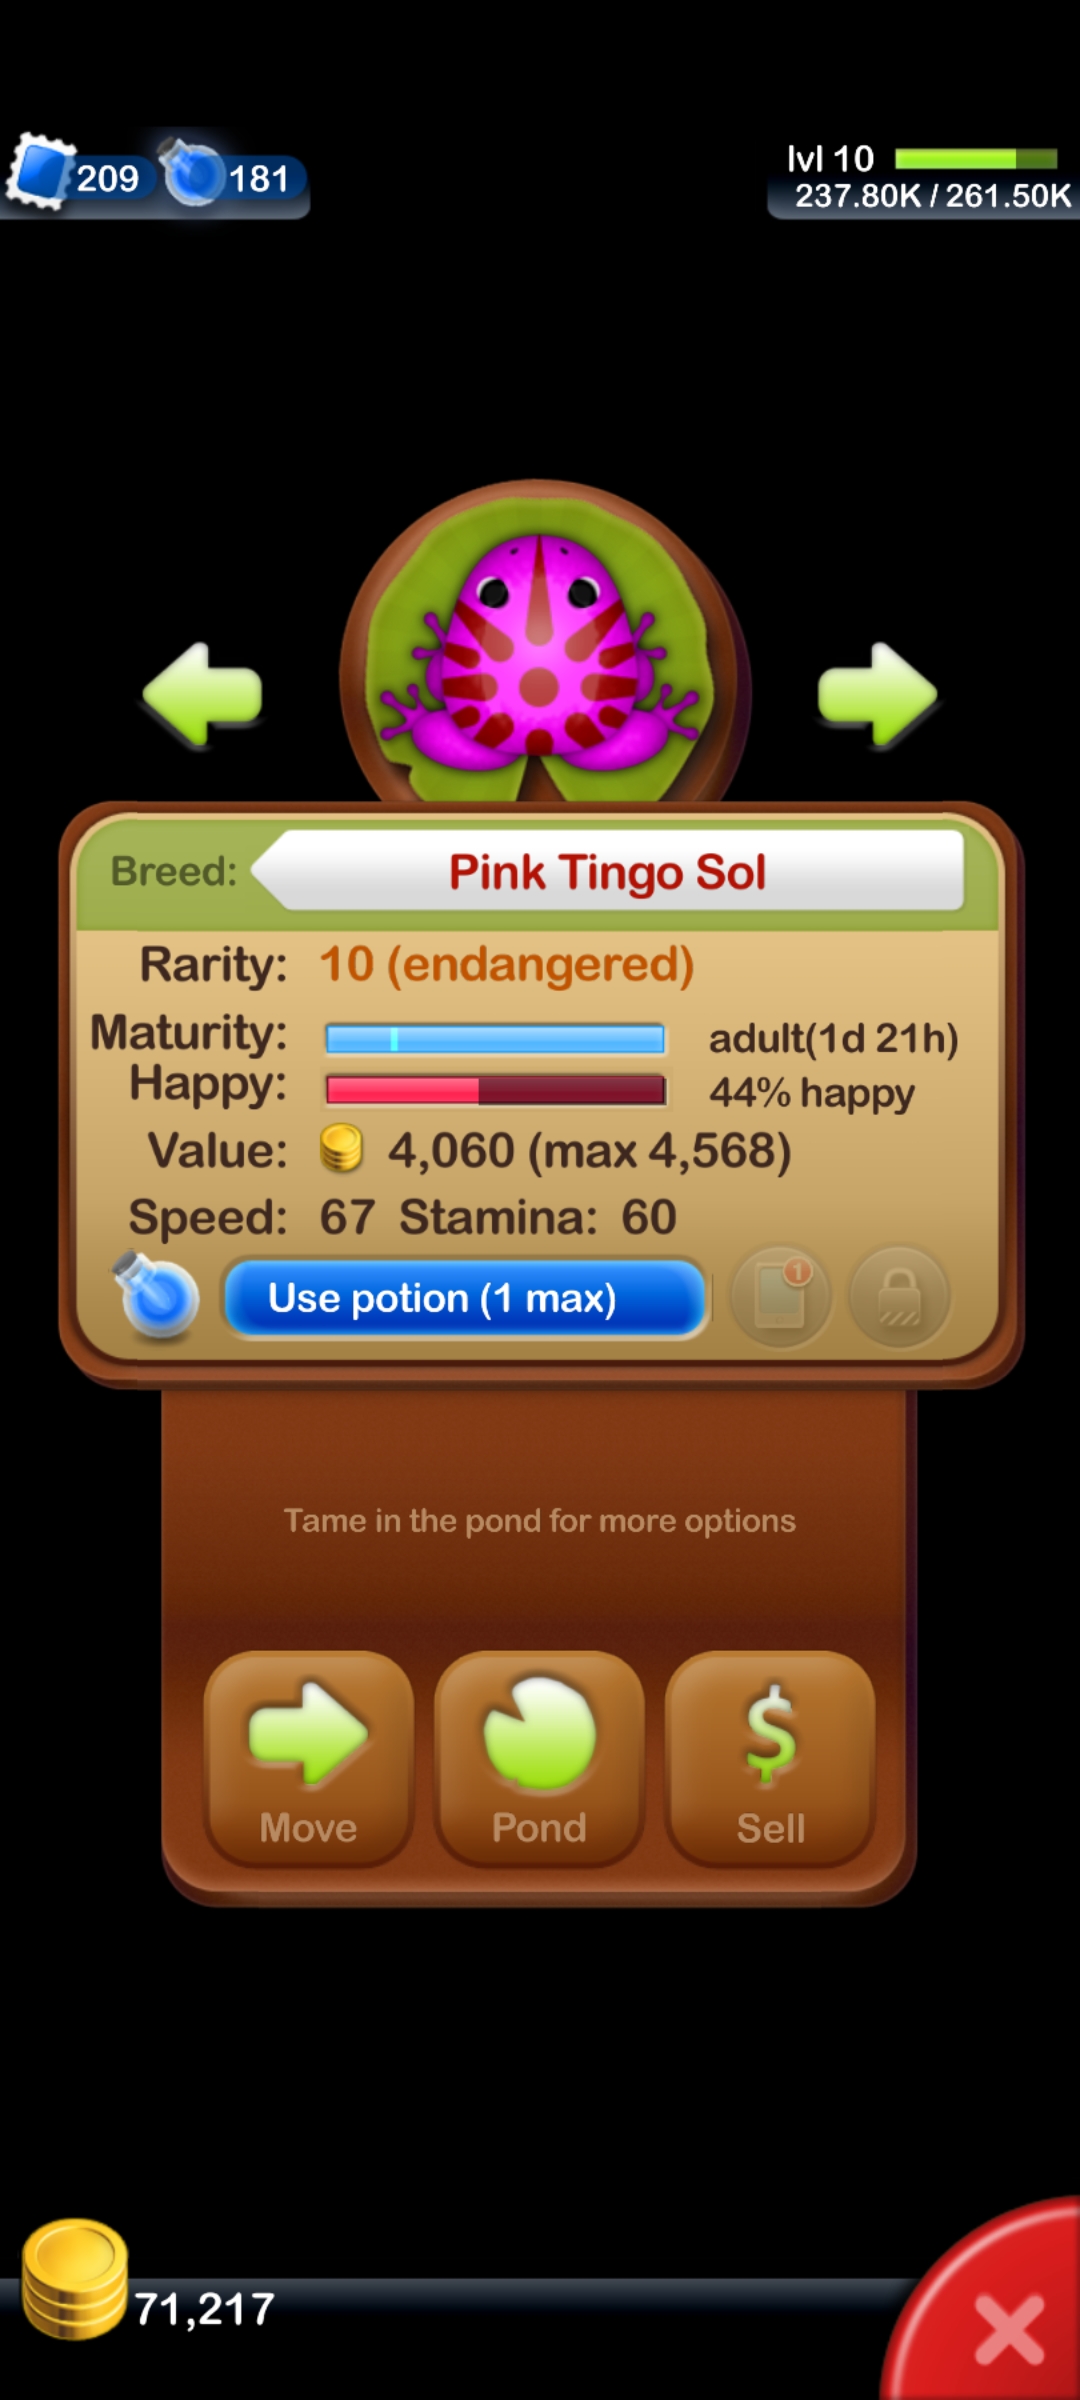 209 181
lvl 10
237.80K / 261.50K
Breed: Pink Tingo Sol
Rarity: 10 (endangered)
Maturity: adult(1d 21h)
Happy: 44% happy
Value: 4,060 (max 4,568)
Speed: 67 Stamina: 60
Use potion (1 max) 1
Tame in the pond for more options
$
Move Pond Sell
71,217